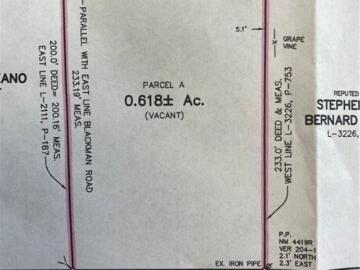 5.1'
GRAPE
VINE
PARALLEL WITH EAST LINE BLACKMAN ROAD
233.19' MEAS.
200.0' DEED= 200.16' MEAS.
EAST LINE L-2111, P-187
EANO
PARCEL A
0.618± Ac.
(VACANT)
233.0' DEED & MEAS.
WEST LINE L-3226, P-753
REPUTED
STEPHE
BERNARD
L-3226,
P.P.
NM 4419R
VER 204-1
2.1' NORTH
2.3' EAST
EX. IRON PIPE